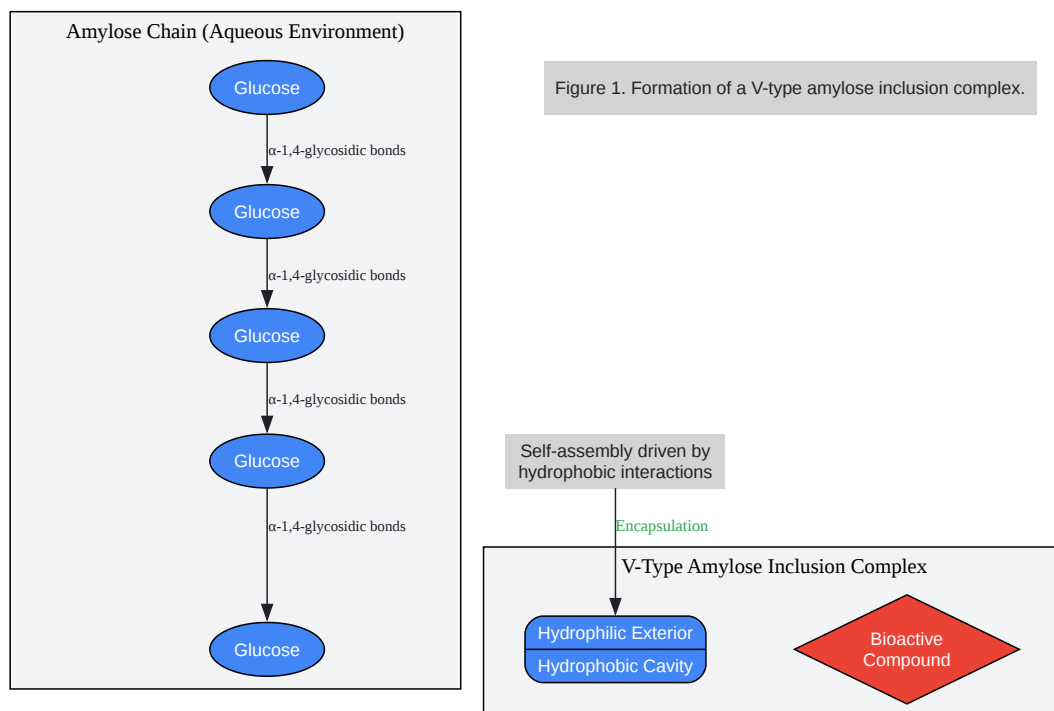 Amylose Chain (Aqueous Environment)
Glucose
α-1,4-glycosidic bonds
Glucose
α-1,4-glycosidic bonds
Glucose
α-1,4-glycosidic bonds
Glucose
α-1,4-glycosidic bonds
Glucose
Figure 1. Formation of a V-type amylose inclusion complex.
Self-assembly driven by
hydrophobic interactions
Encapsulation
V-Type Amylose Inclusion Complex
Hydrophilic Exterior
Hydrophobic Cavity
Bioactive
Compound